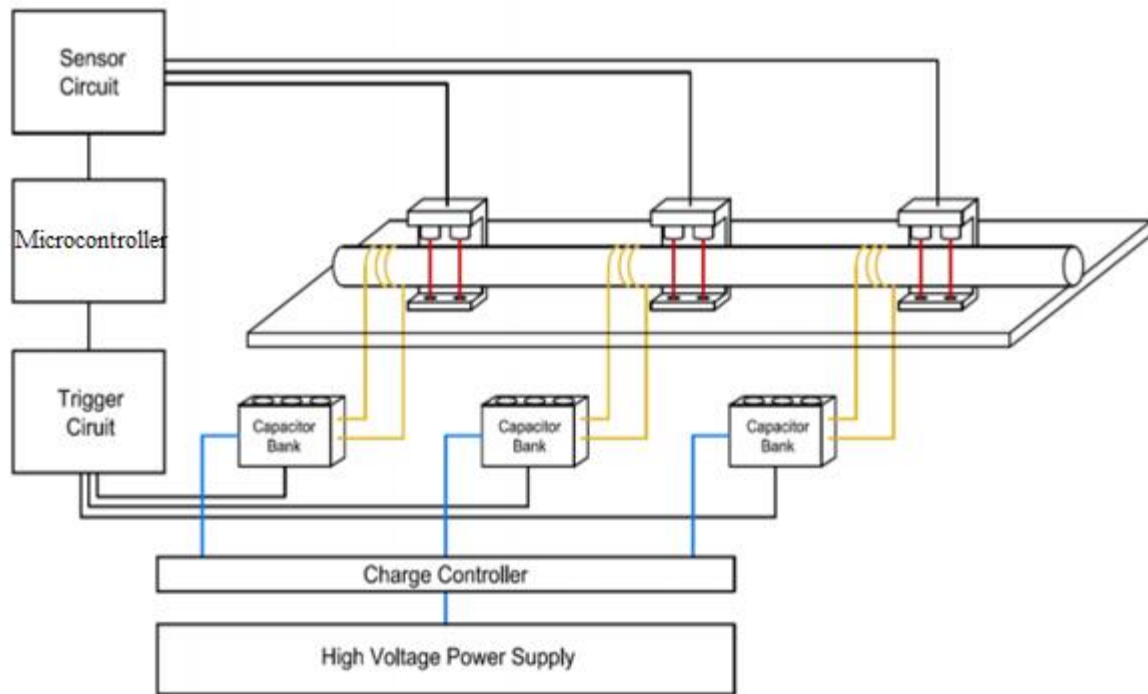 Sensor
Circuit
Microcontroller
Trigger
Ciruit
Capacitor
Bank
Capacitor
Bank
Capacitor
Bank
Charge Controller
High Voltage Power Supply